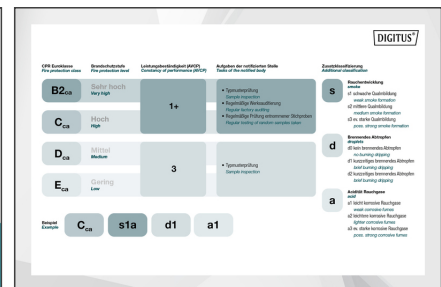 DIGITUS®
CPR Euroklasse
Fire protection class
Brandschutzstufe
Fire protection level
Leistungsbeständigkeit (AVCP)
Constancy of performance (AVCP)
Aufgaben der notifizierten Stelle
Tasks of the notified body
Zusatzklassifizierung
Additional classification
B2ca
Sehr hoch
Very high
Cca
Hoch
High
1+
• Typmusterprüfung
Sample inspection
• Regelmäßige Werksauditierung
Regular factory auditing
• Regelmäßige Prüfung entnommener Stichproben
Regular testing of random samples taken
Dca
Mittel
Medium
Eca
Gering
Low
3
• Typmusterprüfung
Sample inspection
s
Rauchentwicklung
smoke
s1 schwache Qualmbildung
weak smoke formation
s2 mittlere Qualmbildung
medium smoke formation
s3 ev. starke Qualmbildung
poss. strong smoke formation
d
Brennendes Abtropfen
droplets
d0 kein brennendes Abtropfen
no burning dripping
d1 kurzzeitiges brennendes Abtropfen
brief burning dripping
d2 kurzzeitiges brennendes Abtropfen
brief burning dripping
a
Acidität Rauchgase
acid
a1 leicht korrosive Rauchgase
weak corrosive fumes
a2 leichtere korrosive Rauchgase
lighter corrosive fumes
a3 ev. starke korrosive Rauchgase
poss. strong corrosive fumes
Beispiel
Example
Cca
s1a
d1
a1